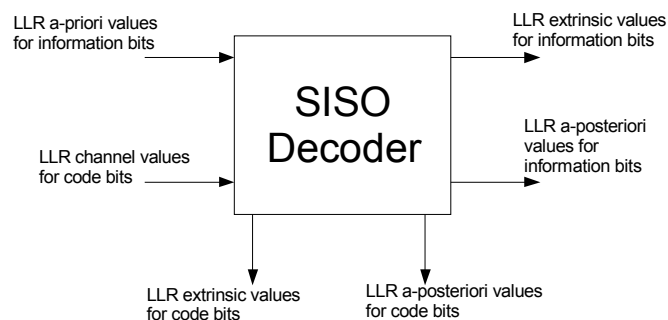 LLR a-priori values
for information bits
LLR extrinsic values
for information bits
SISO
Decoder
LLR channel values
for code bits
LLR a-posteriori
values for
information bits
LLR extrinsic values
for code bits
LLR a-posteriori values
for code bits